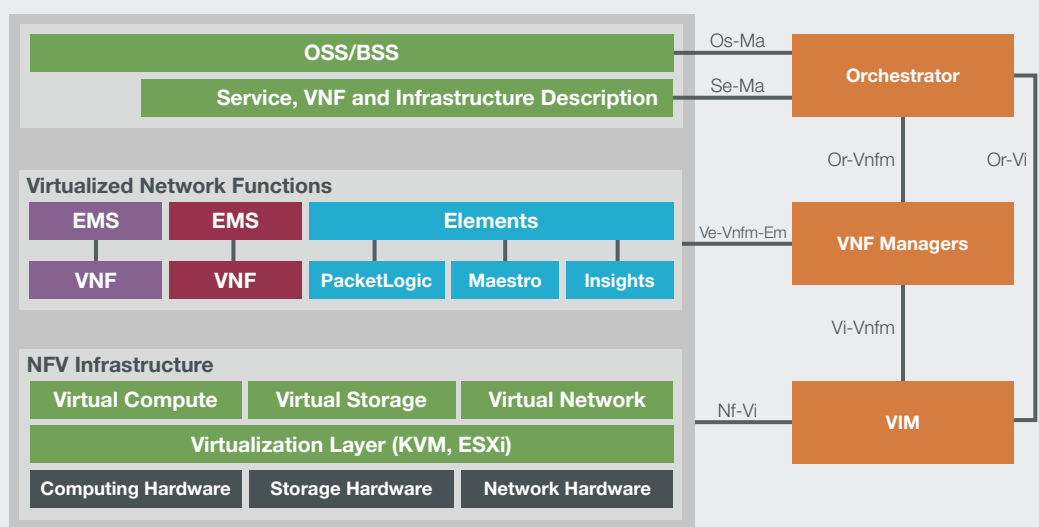 OSS/BSS
Os-Ma
Orchestrator
Service, VNF and Infrastructure Description
Se-Ma
Or-Vnfm
Or-Vi
Virtualized Network Functions
EMS
EMS
Elements
Ve-Vnfm-Em
VNF Managers
VNF
VNF
PacketLogic
Maestro
Insights
Vi-Vnfm
NFV Infrastructure
Virtual Compute
Virtual Storage
Virtual Network
Nf-Vi
VIM
Virtualization Layer (KVM, ESXi)
Computing Hardware
Storage Hardware
Network Hardware